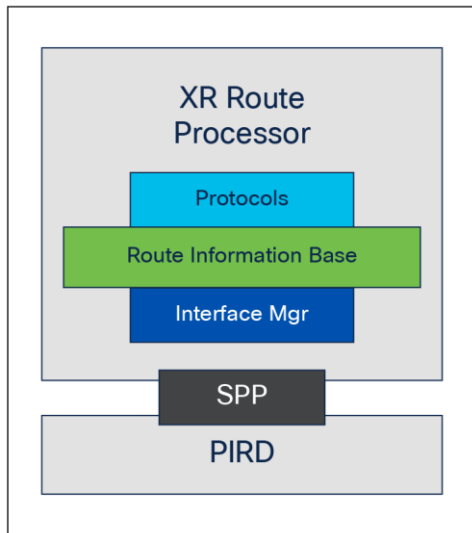 XR Route
Processor
Protocols
Route Information Base
Interface Mgr
SPP
PIRD